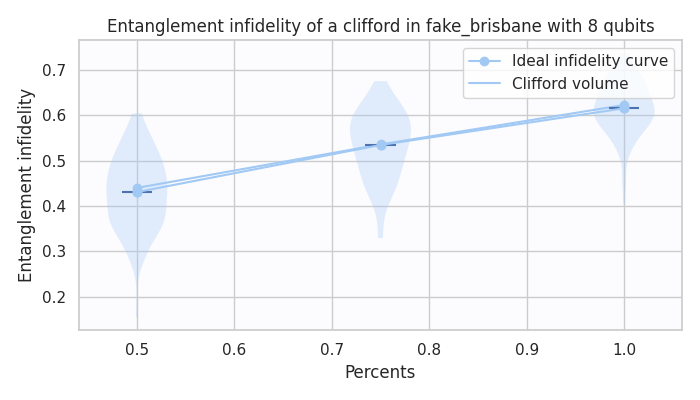 Entanglement infidelity of a clifford in fake_brisbane with 8 qubits
Ideal infidelity curve
Clifford volume
Entanglement infidelity
0.7
0.6
0.5
0.4
0.3
0.2
0.5 0.6 0.7 0.8 0.9 1.0
Percents